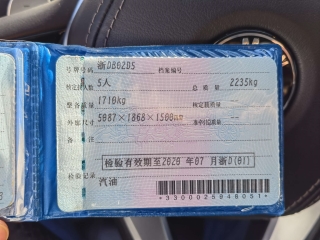 号牌号码 浙DB62D5 档案编号
核定载人数 5人 总质量 2235kg
整备质量 1710kg 核定载质量 --
外廓尺寸 5087×1868×1500mm 准牵引总质量 --
备注
检验有效期至2026年07月浙D(01)
检验记录
汽油
*3300025948051*